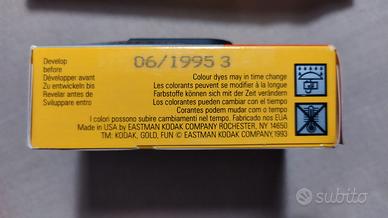 Develop
before
Développer avant
Zu entwickeln bis
Revelar antes de
Sviluppare entro
06/1995 3
Colour dyes may in time change
Les colorants peuvent se modifier à la longue
Farbstoffe können sich mit der Zeit verändern
Los colorantes pueden cambiar con el tiempo
Corantes podem mudar com o tempo
I colori possono subire cambiamenti nel tempo. Fabricado nos EUA
Made in USA by EASTMAN KODAK COMPANY ROCHESTER, NY 14650
TM: KODAK, GOLD, FUN © EASTMAN KODAK COMPANY, 1993
subito